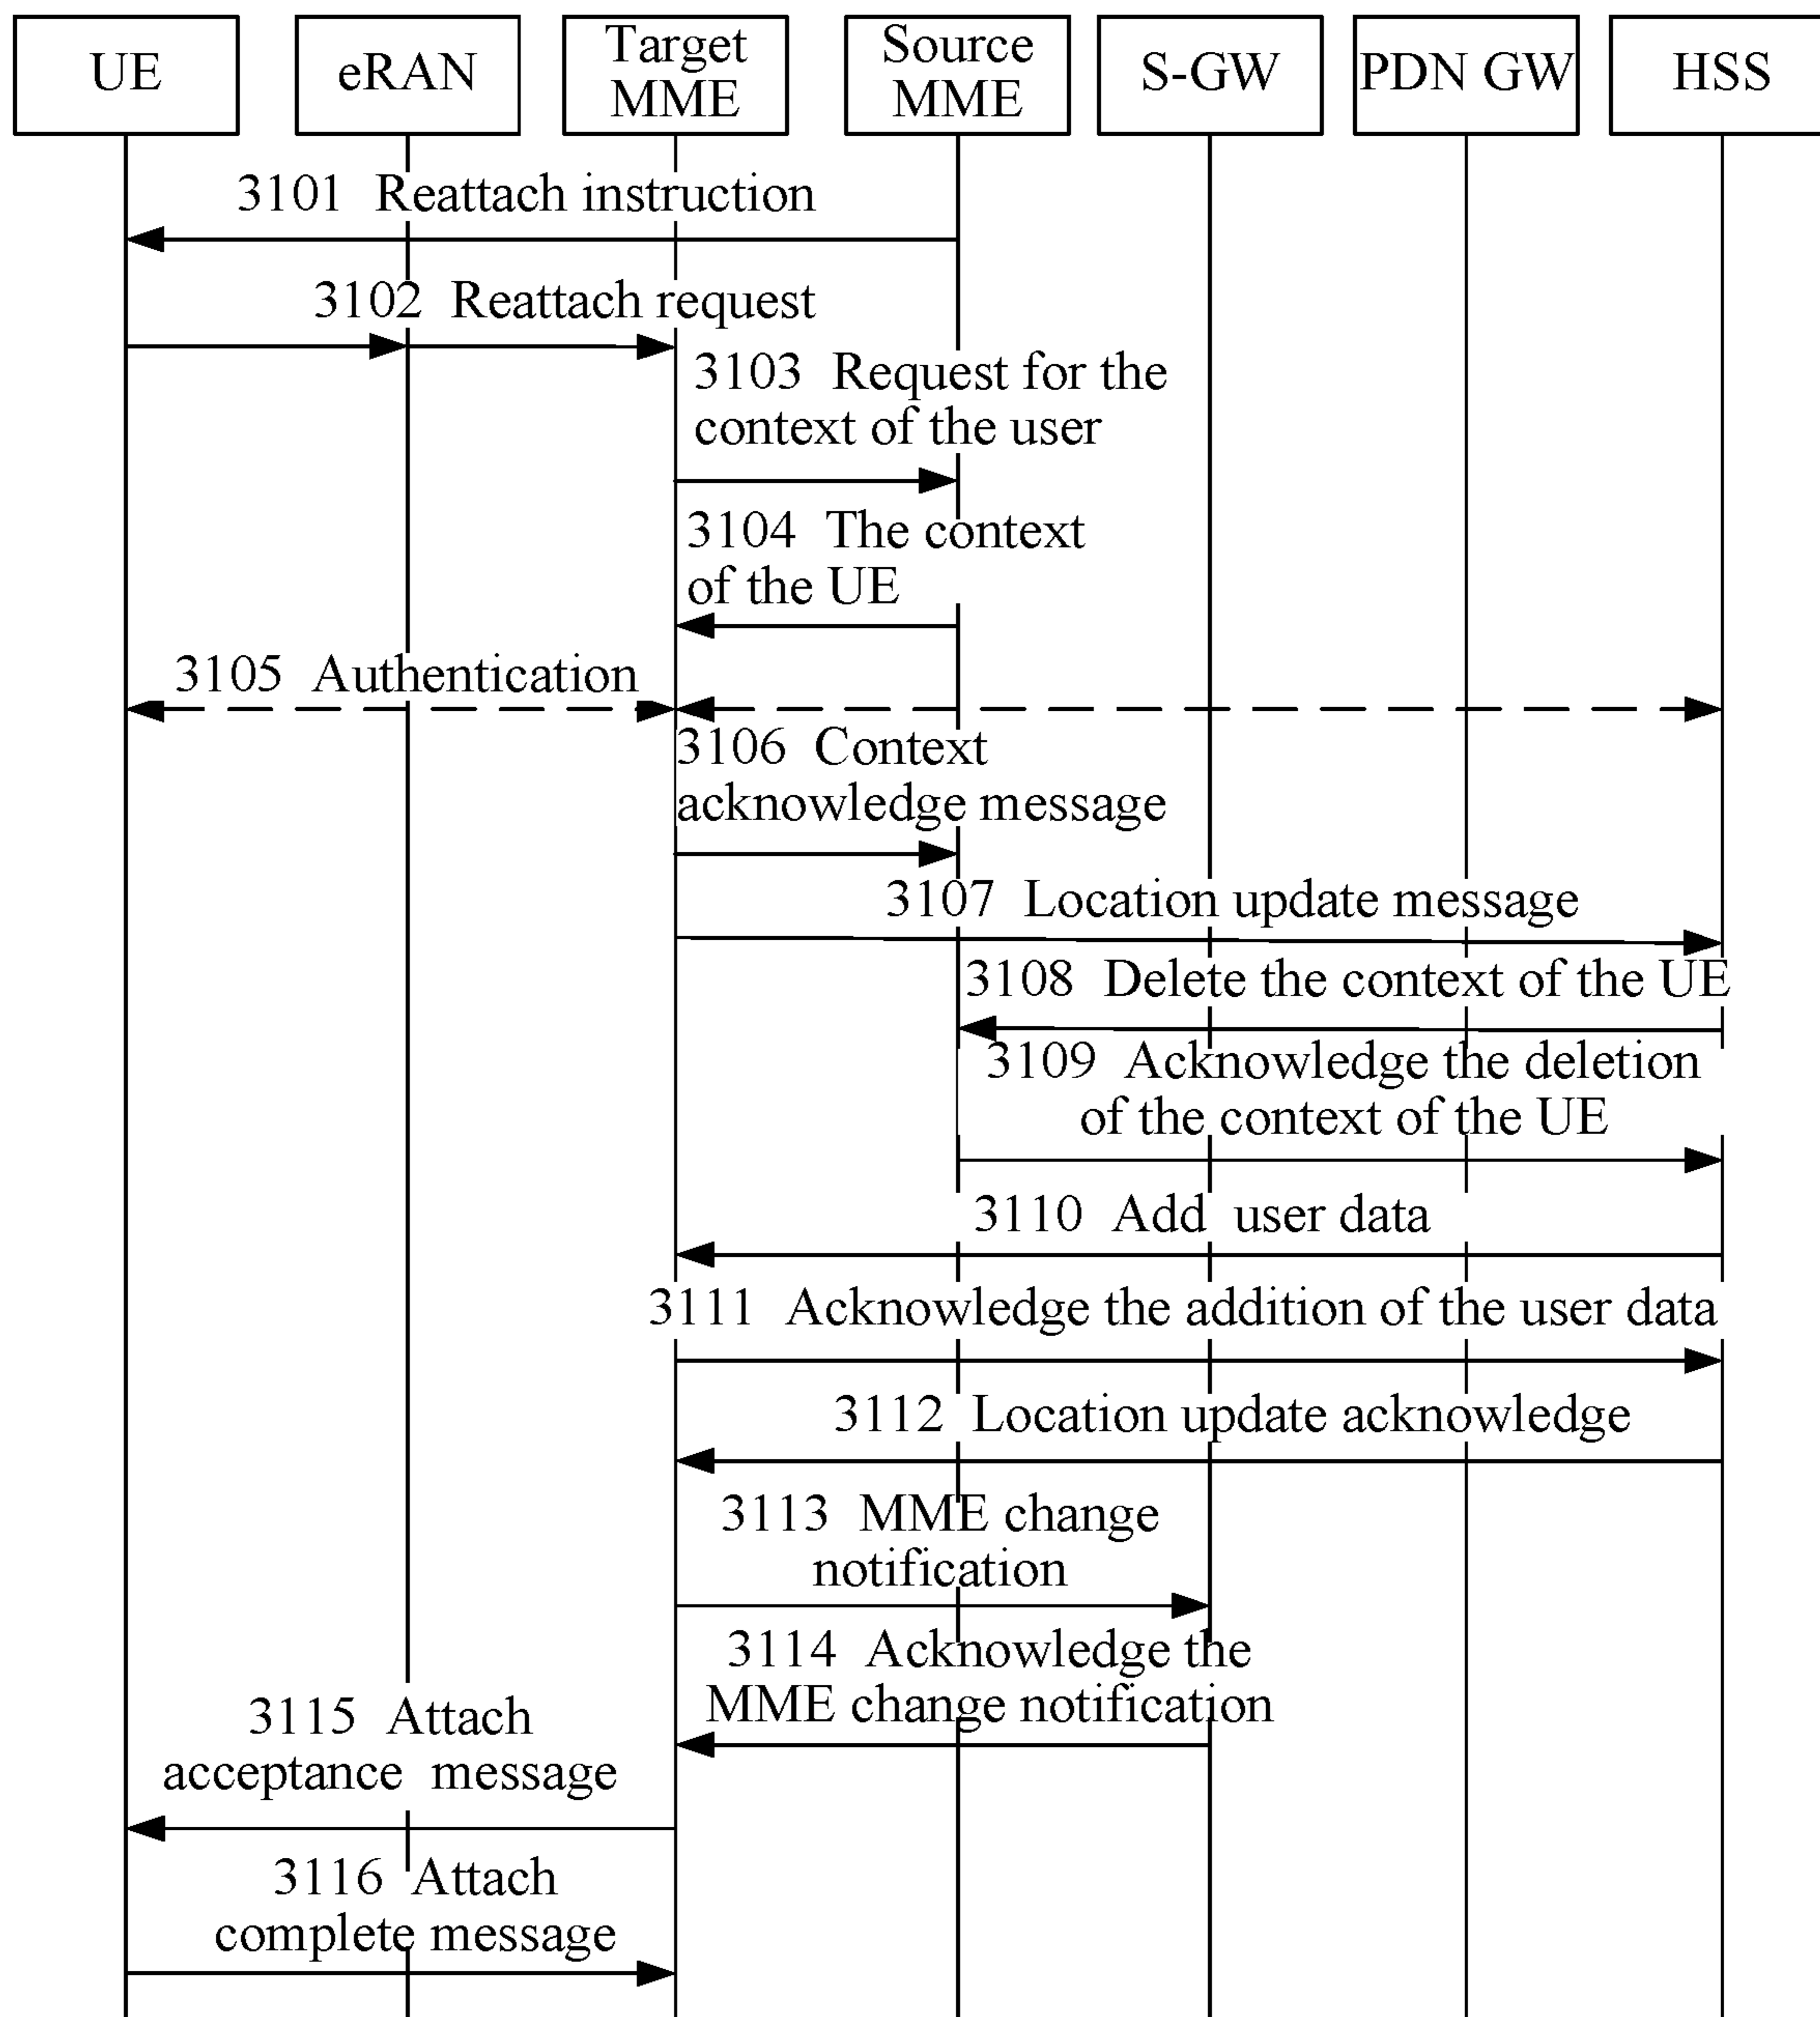 UE
eRAN
Target
MME
Source
MME
S-GW
PDN GW
HSS
3101 Reattach instruction
3102 Reattach request
3103 Request for the
context of the user
3104 The context
of the UE
3105 Authentication
3106 Context
acknowledge message
3107 Location update message
3108 Delete the context of the UE
3109 Acknowledge the deletion
of the context of the UE
3110 Add user data
3111 Acknowledge the addition of the user data
3112 Location update acknowledge
3113 MME change
notification
3114 Acknowledge the
MME change notification
3115 Attach
acceptance message
3116 Attach
complete message